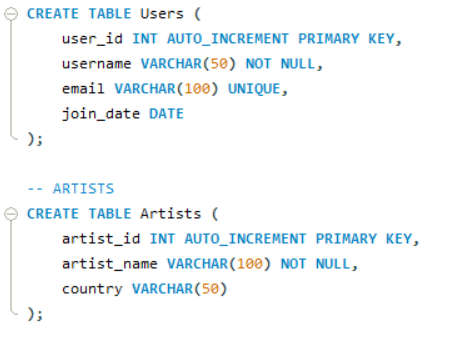 CREATE TABLE Users (
    user_id INT AUTO_INCREMENT PRIMARY KEY,
    username VARCHAR(50) NOT NULL,
    email VARCHAR(100) UNIQUE,
    join_date DATE
);

-- ARTISTS
CREATE TABLE Artists (
    artist_id INT AUTO_INCREMENT PRIMARY KEY,
    artist_name VARCHAR(100) NOT NULL,
    country VARCHAR(50)
);